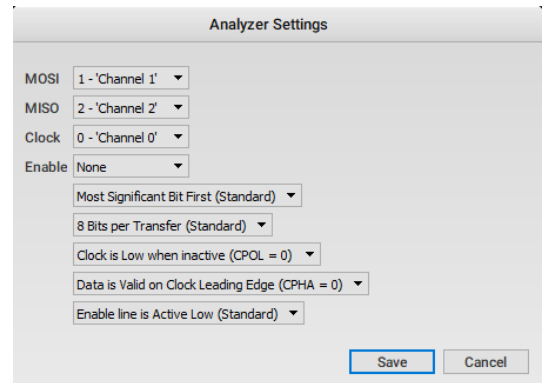 Analyzer Settings
MOSI 1 - 'Channel 1'
MISO 2 - 'Channel 2'
Clock 0 - 'Channel 0'
Enable None
Most Significant Bit First (Standard)
8 Bits per Transfer (Standard)
Clock is Low when inactive (CPOL = 0)
Data is Valid on Clock Leading Edge (CPHA = 0)
Enable line is Active Low (Standard)
Save Cancel